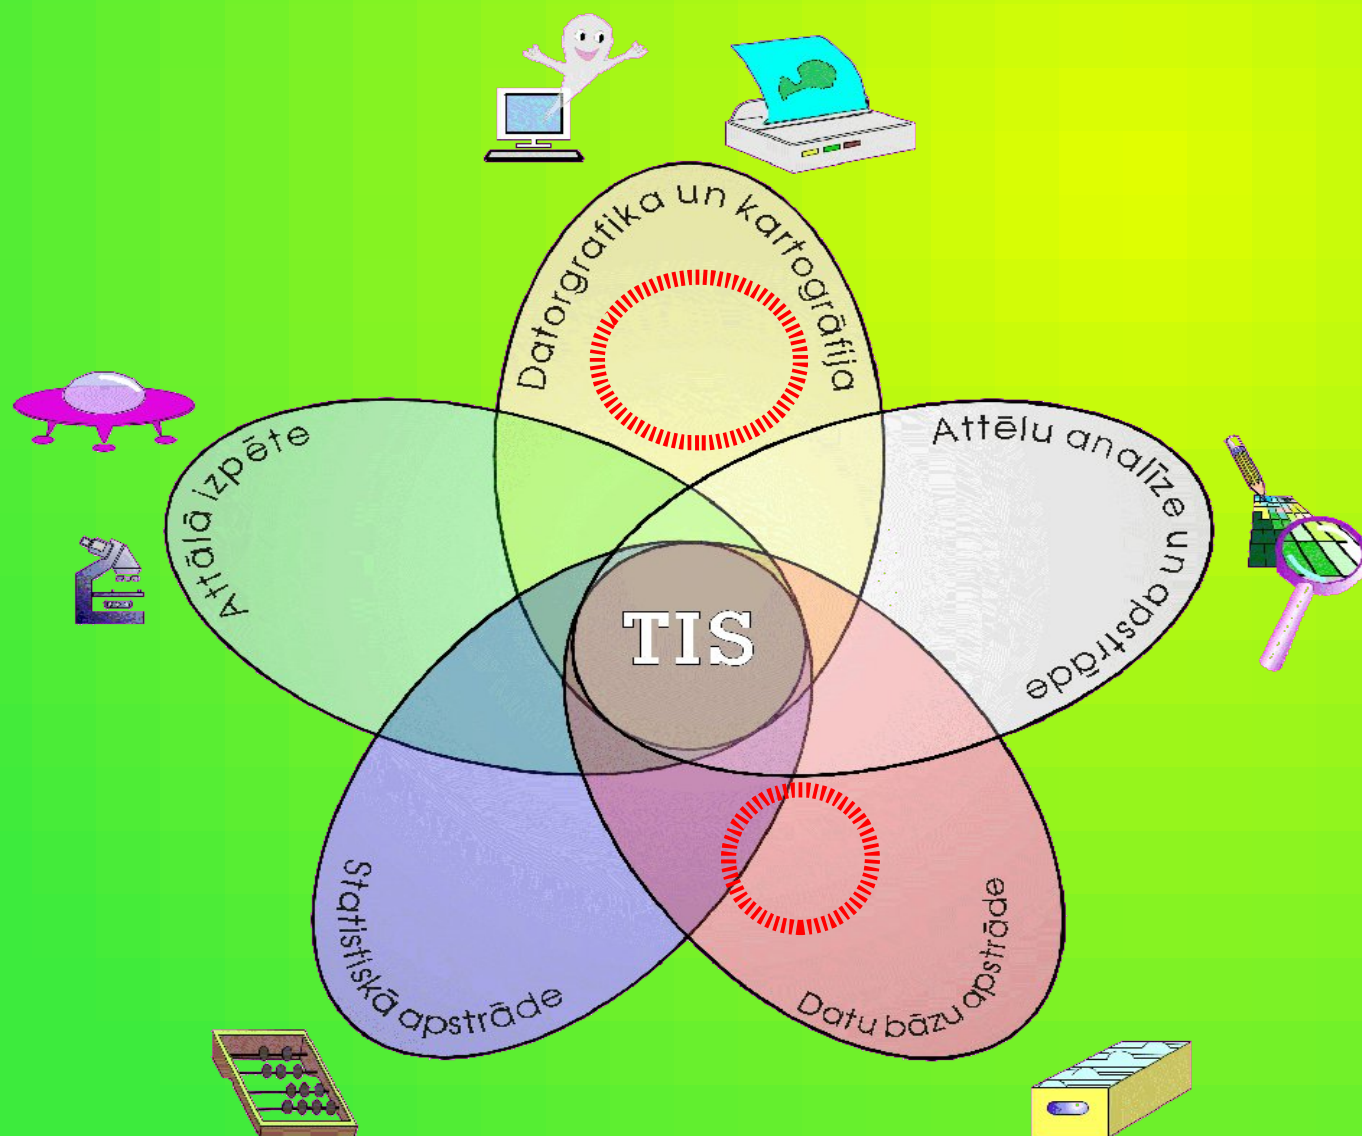 Datorgrafika un kartogrāfija
Attēlu analīze un apstrāde
Attālā izpēte
TIS
Statistiskā apstrāde
Datu bāzu apstrāde